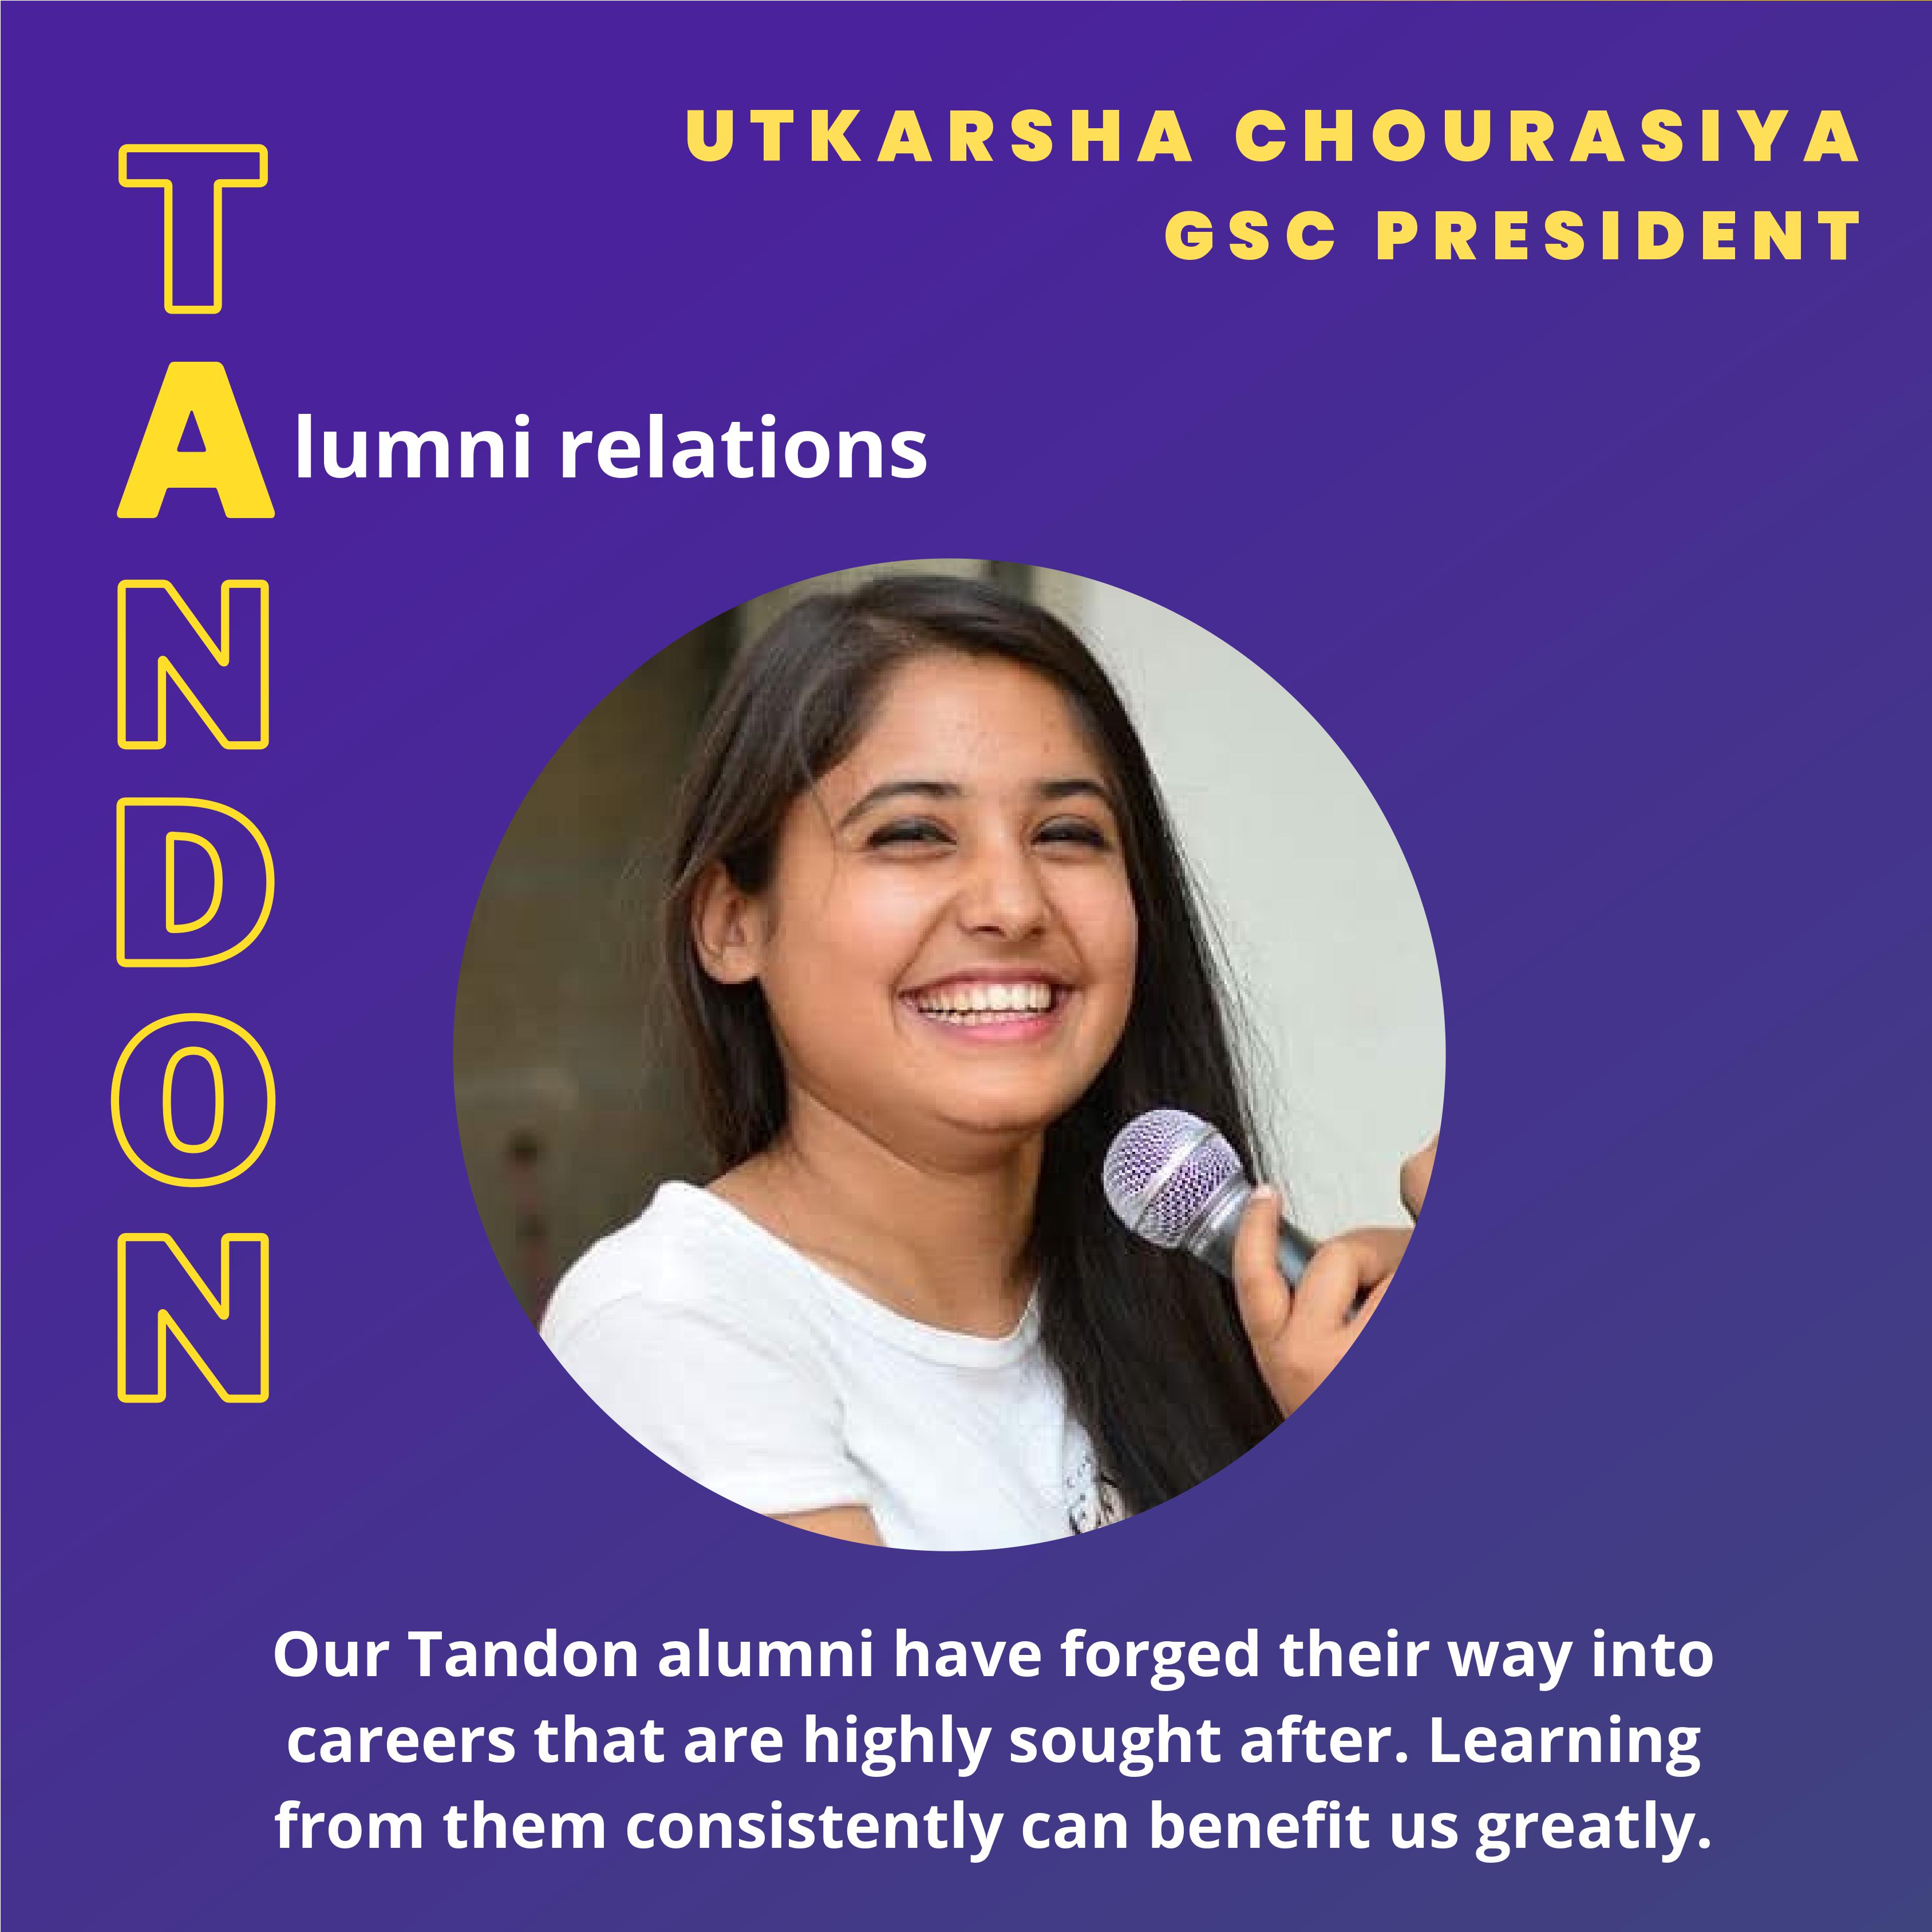 UTKARSHA CHOURASIYA
GSC PRESIDENT
TANDON
Alumni relations
Our Tandon alumni have forged their way into
careers that are highly sought after. Learning
from them consistently can benefit us greatly.